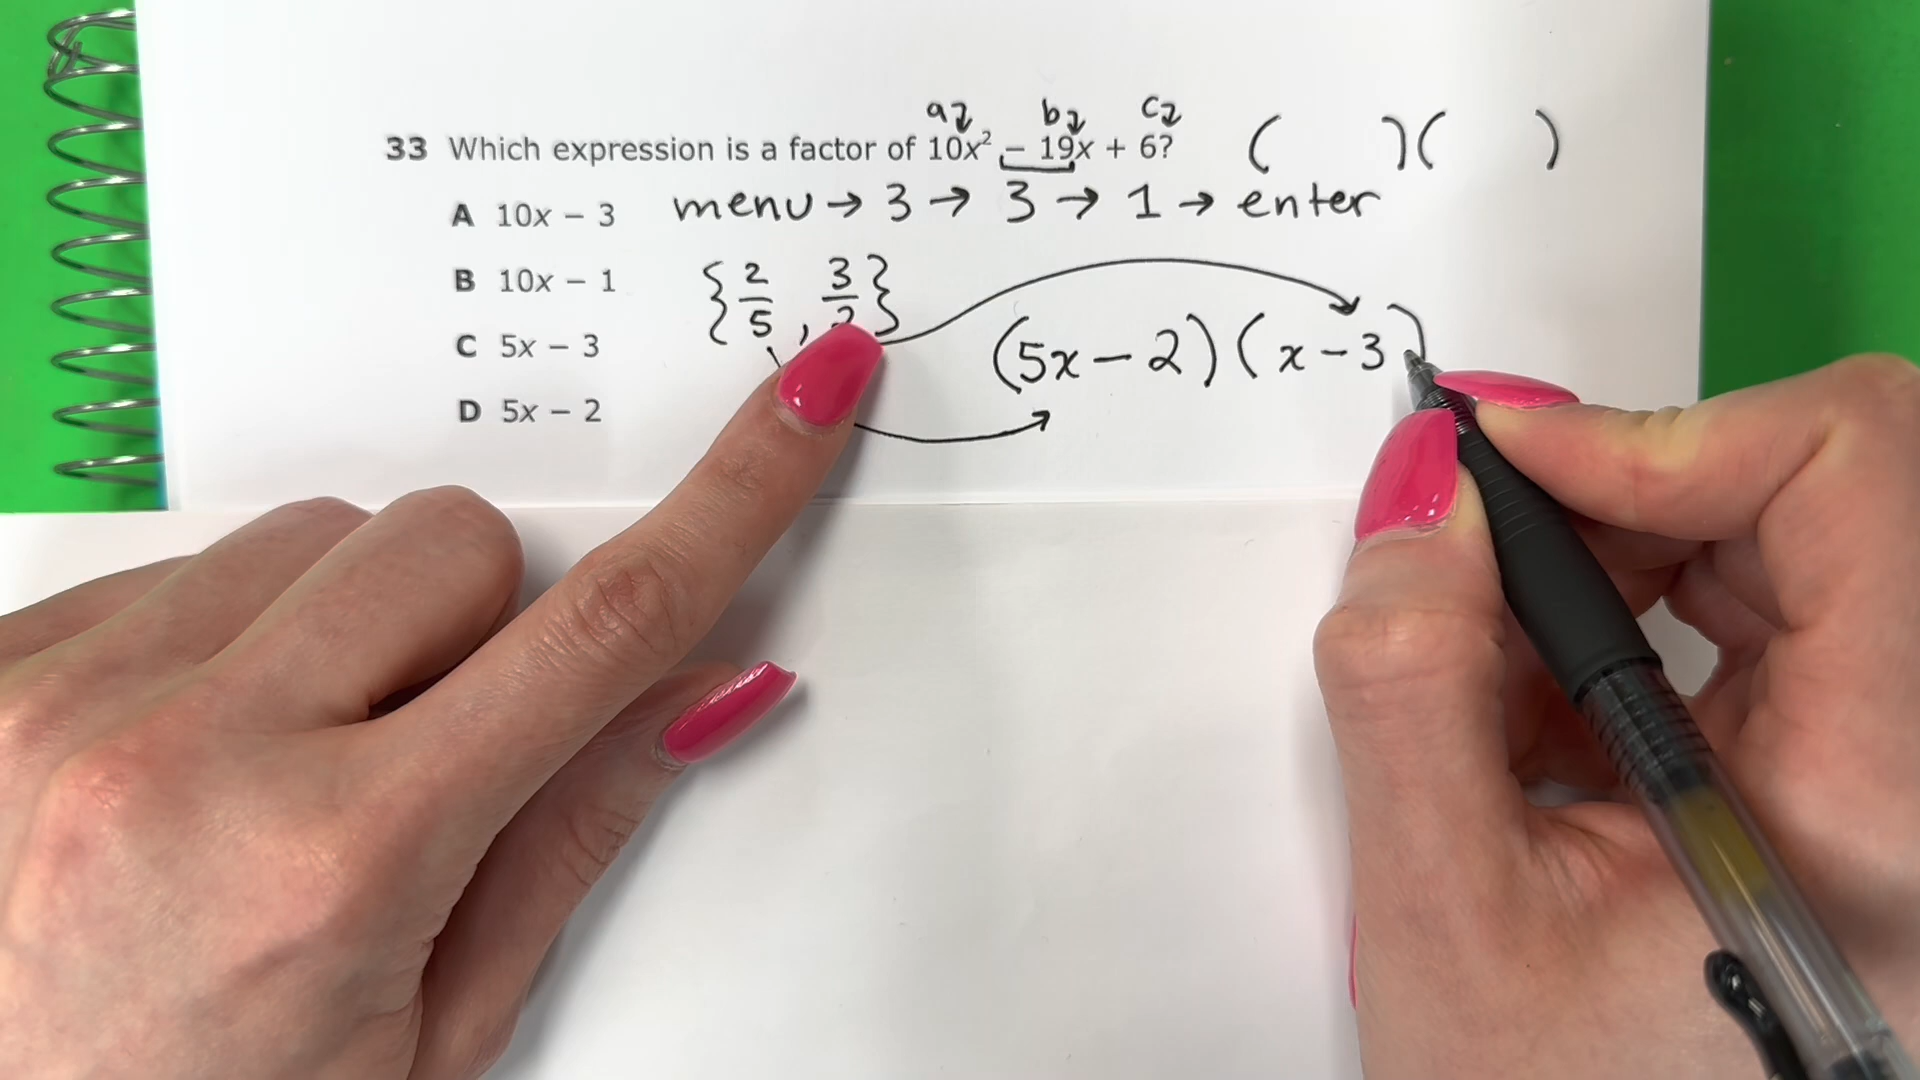 a b c
33 Which expression is a factor of 10x² – 19x + 6? ( )( )
A 10x – 3 menu → 3 → 3 → 1 → enter
B 10x – 1
{2/5, 3/2}
C 5x – 3 (5x – 2)(x – 3)
D 5x – 2